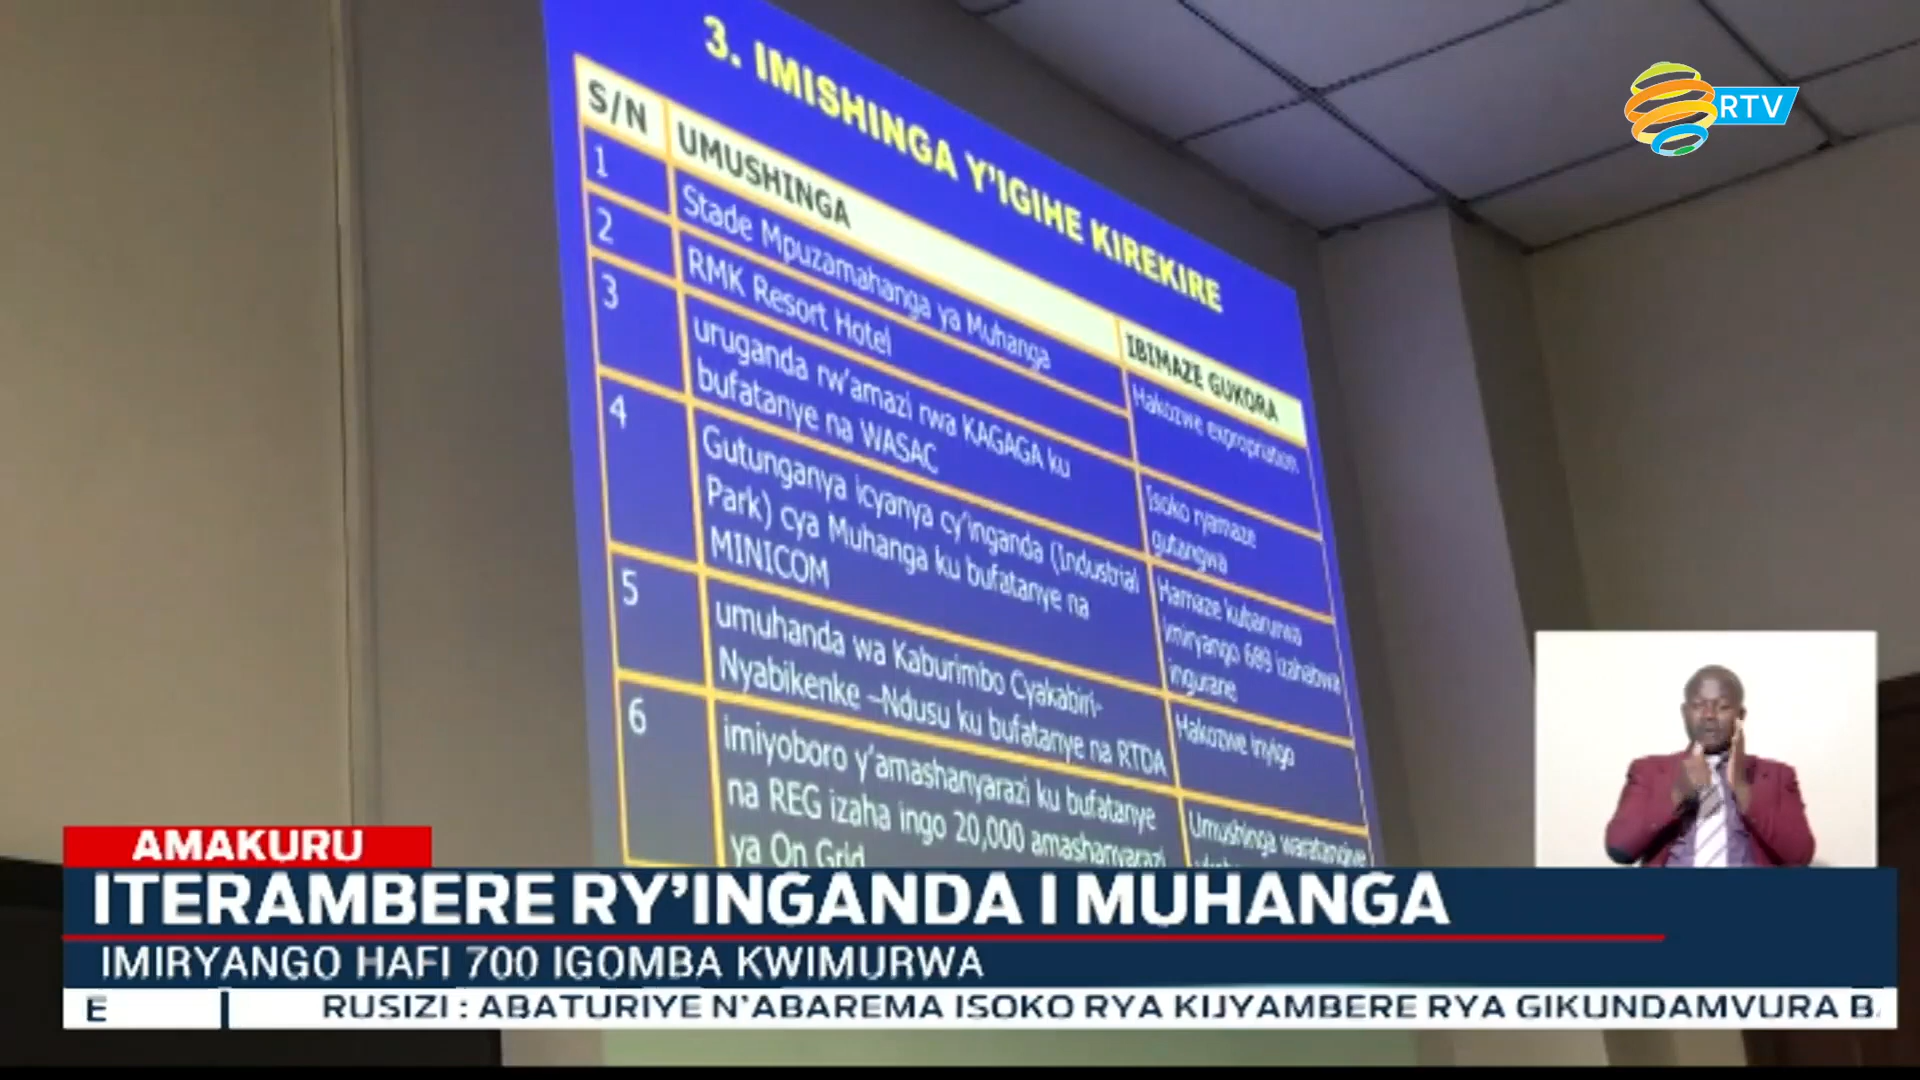 3. IMISHINGA Y'IGIHE KIREKIRE
RTV
S/N
UMUSHINGA
IBIMAZE GUKORA
1
Stade Mpuzamahanga ya Muhanga
Hakozwe expropriation
2
RMK Resort Hotel
3
uruganda rw'amazi rwa KAGAGA ku
bufatanye na WASAC
Isoko ryamaze
gutangwa
4
Gutunganya icyanya cy'inganda (Industrial
Park) cya Muhanga ku bufatanye na
MINICOM
Hamaze kubarurwa
imiryango 689 izahabwa
ingurane
5
umuhanda wa Kaburimbo Cyakabiri-
Nyabikenke –Ndusu ku bufatanye na RTDA
Hakozwe inyigo
6
imiyoboro y'amashanyarazi ku bufatanye
na REG izaha ingo 20,000 amashanyarazi
ya On Grid
Umushinga waratangiye
AMAKURU
ITERAMBERE RY'INGANDA I MUHANGA
IMIRYANGO HAFI 700 IGOMBA KWIMURWA
E
RUSIZI : ABATURIYE N'ABAREMA ISOKO RYA KIJYAMBERE RYA GIKUNDAMVURA